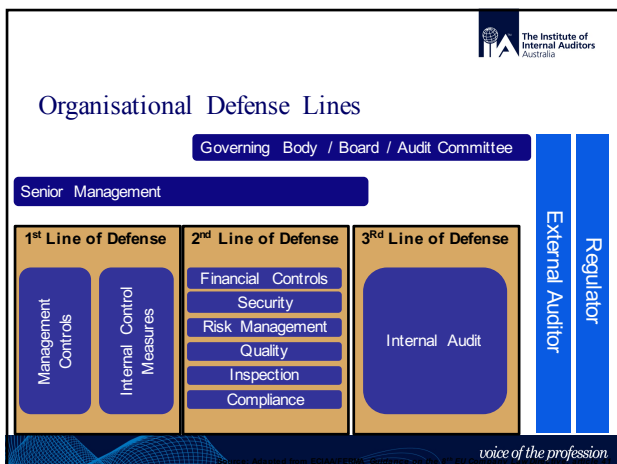 The Institute of
Internal Auditors
Australia
Organisational Defense Lines
Governing Body / Board / Audit Committee
Senior Management
1st Line of Defense
2nd Line of Defense
3Rd Line of Defense
Management
Controls
Internal Control
Measures
Financial Controls
Security
Risk Management
Quality
Inspection
Compliance
Internal Audit
External Auditor
Regulator
voice of the profession